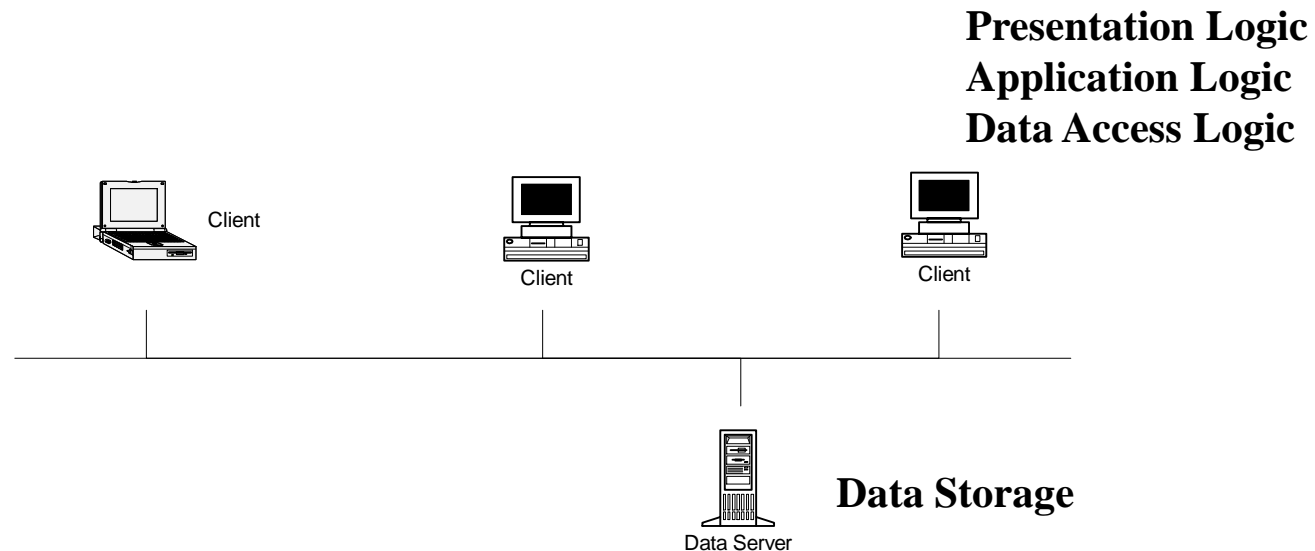 Presentation Logic
Application Logic
Data Access Logic
Client
Client
Client
Data Storage
Data Server